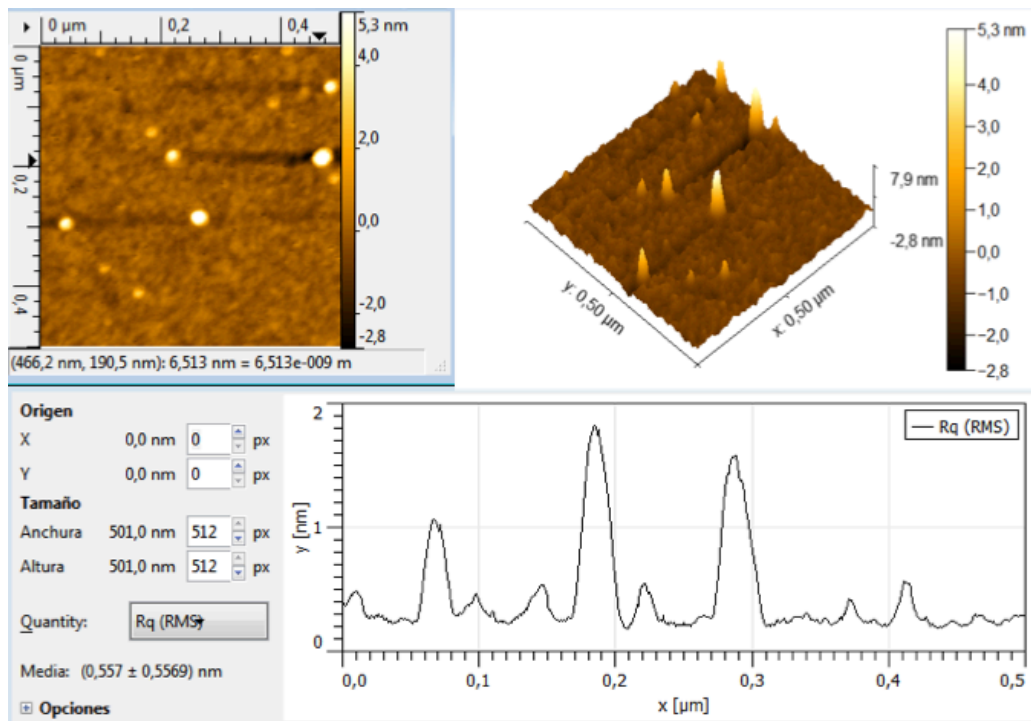 0 µm 0,2 0,4
5,3 nm
4,0
2,0
0,0
-2,0
-2,8
0 µm
0,2
0,4
(466,2 nm, 190,5 nm): 6,513 nm = 6,513e-009 m
5,3 nm
4,0
3,0
2,0
1,0
0,0
−1,0
−2,0
−2,8
7,9 nm
-2,8 nm
y: 0,50 µm
x: 0,50 µm
Origen
X 0,0 nm 0 px
Y 0,0 nm 0 px
Tamaño
Anchura 501,0 nm 512 px
Altura 501,0 nm 512 px
Quantity: Rq (RMS)
Media: (0,557 ± 0,5569) nm
Opciones
2
1
0
y [nm]
Rq (RMS)
0,0 0,1 0,2 0,3 0,4 0,5
x [µm]